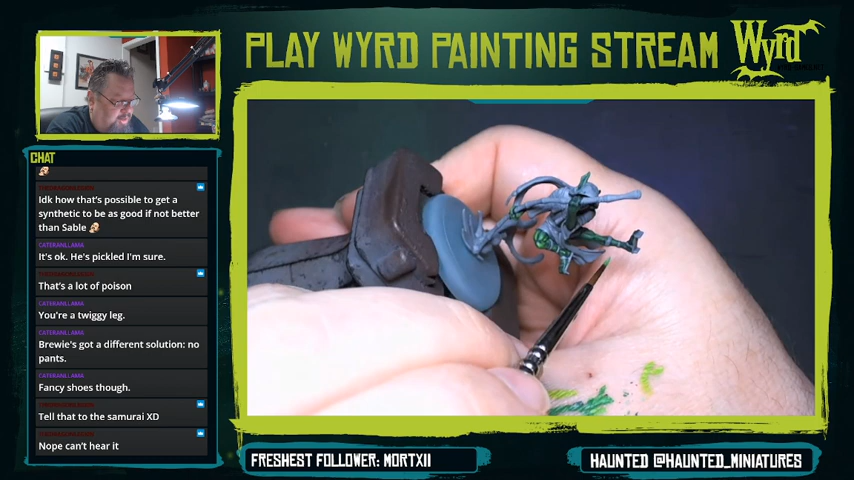 PLAY WYRD PAINTING STREAM
Wyrd
CHAT
Idk how that's possible to get a
synthetic to be as good if not better
than Sable
CATERANLLAMA
It's ok. He's pickled I'm sure.
That's a lot of poison
CATERANLLAMA
You're a twiggy leg.
CATERANLLAMA
Brewie's got a different solution: no
pants.
CATERANLLAMA
Fancy shoes though.
Tell that to the samurai XD
Nope can't hear it
FRESHEST FOLLOWER: MORTXII
HAUNTED @HAUNTED_MINIATURES